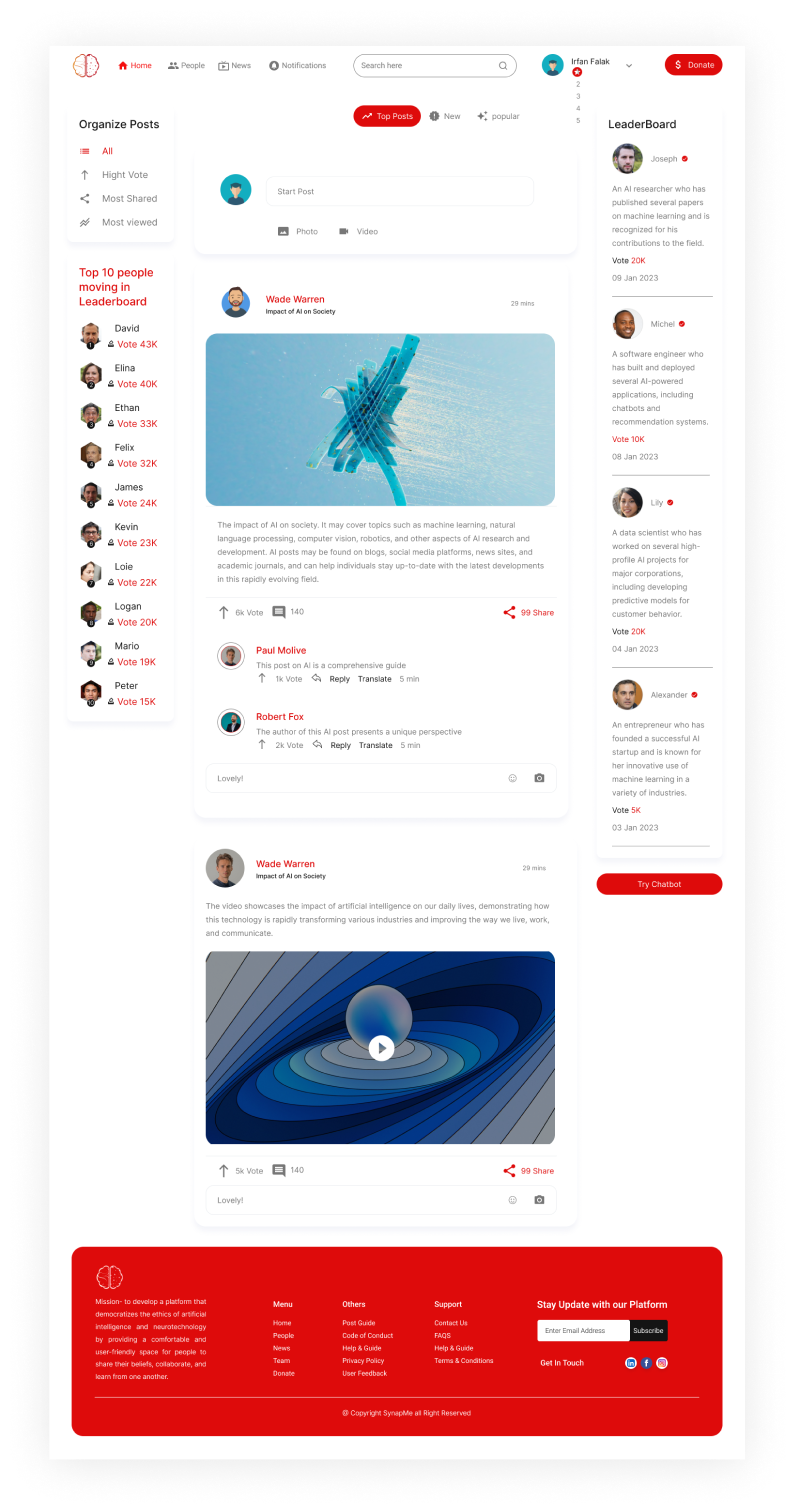 Home
People
News
Notifications
Search here
Irfan Falak
2
3
4
5
$ Donate
Top Posts
New
popular
Organize Posts
All
Hight Vote
Most Shared
Most viewed
Top 10 people
moving in
Leaderboard
1
David
Vote 43K
2
Elina
Vote 40K
3
Ethan
Vote 33K
4
Felix
Vote 32K
5
James
Vote 24K
6
Kevin
Vote 23K
7
Loie
Vote 22K
8
Logan
Vote 20K
9
Mario
Vote 19K
10
Peter
Vote 15K
Start Post
Photo
Video
Wade Warren
Impact of AI on Society
29 mins
The impact of AI on society. It may cover topics such as machine learning, natural
language processing, computer vision, robotics, and other aspects of AI research and
development. AI posts may be found on blogs, social media platforms, news sites, and
academic journals, and can help individuals stay up-to-date with the latest developments
in this rapidly evolving field.
6k Vote
140
99 Share
Paul Molive
This post on AI is a comprehensive guide
1k Vote
Reply
Translate
5 min
Robert Fox
The author of this AI post presents a unique perspective
2k Vote
Reply
Translate
5 min
Lovely!
Wade Warren
Impact of AI on Society
29 mins
The video showcases the impact of artificial intelligence on our daily lives, demonstrating how
this technology is rapidly transforming various industries and improving the way we live, work,
and communicate.
5k Vote
140
99 Share
Lovely!
LeaderBoard
Joseph
An AI researcher who has
published several papers
on machine learning and is
recognized for his
contributions to the field.
Vote 20K
09 Jan 2023
Michel
A software engineer who
has built and deployed
several AI-powered
applications, including
chatbots and
recommendation systems.
Vote 10K
08 Jan 2023
Lily
A data scientist who has
worked on several high-
profile AI projects for
major corporations,
including developing
predictive models for
customer behavior.
Vote 20K
04 Jan 2023
Alexander
An entrepreneur who has
founded a successful AI
startup and is known for
her innovative use of
machine learning in a
variety of industries.
Vote 5K
03 Jan 2023
Try Chatbot
Mission- to develop a platform that
democratizes the ethics of artificial
intelligence and neurotechnology
by providing a comfortable and
user-friendly space for people to
share their beliefs, collaborate, and
learn from one another.
Menu
Home
People
News
Team
Donate
Others
Post Guide
Code of Conduct
Help & Guide
Privacy Policy
User Feedback
Support
Contact Us
FAQS
Help & Guide
Terms & Conditions
Stay Update with our Platform
Enter Email Address
Subscribe
Get In Touch
@ Copyright SynapMe all Right Reserved